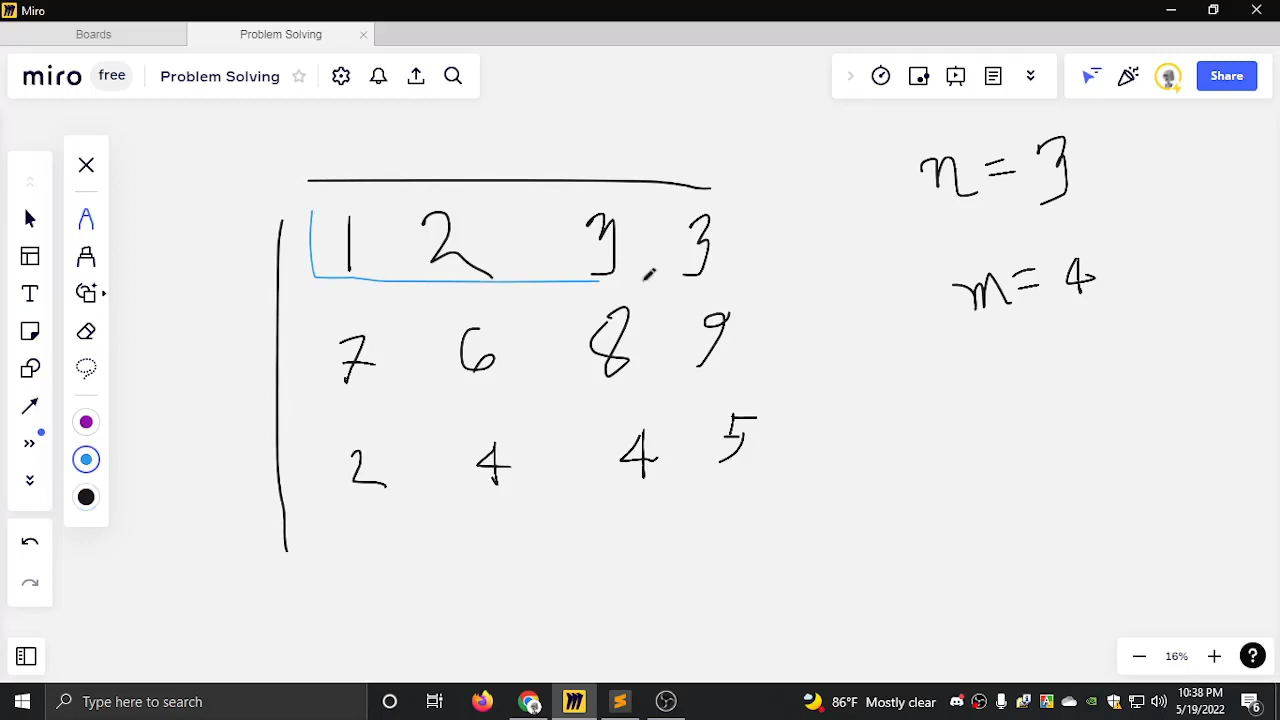 Miro
Boards
Problem Solving
miro free Problem Solving
Share
n = 3
1 2 3 3
m = 4
7 6 8 9
2 4 4 5
16%
Type here to search
86°F Mostly clear
10:38 PM
5/19/2022
6